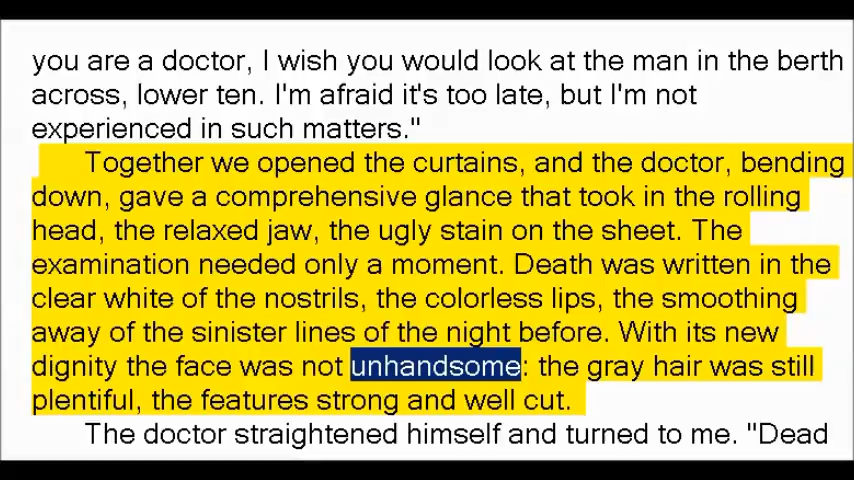 you are a doctor, I wish you would look at the man in the berth
across, lower ten. I'm afraid it's too late, but I'm not
experienced in such matters."
Together we opened the curtains, and the doctor, bending
down, gave a comprehensive glance that took in the rolling
head, the relaxed jaw, the ugly stain on the sheet. The
examination needed only a moment. Death was written in the
clear white of the nostrils, the colorless lips, the smoothing
away of the sinister lines of the night before. With its new
dignity the face was not unhandsome: the gray hair was still
plentiful, the features strong and well cut.
The doctor straightened himself and turned to me. "Dead